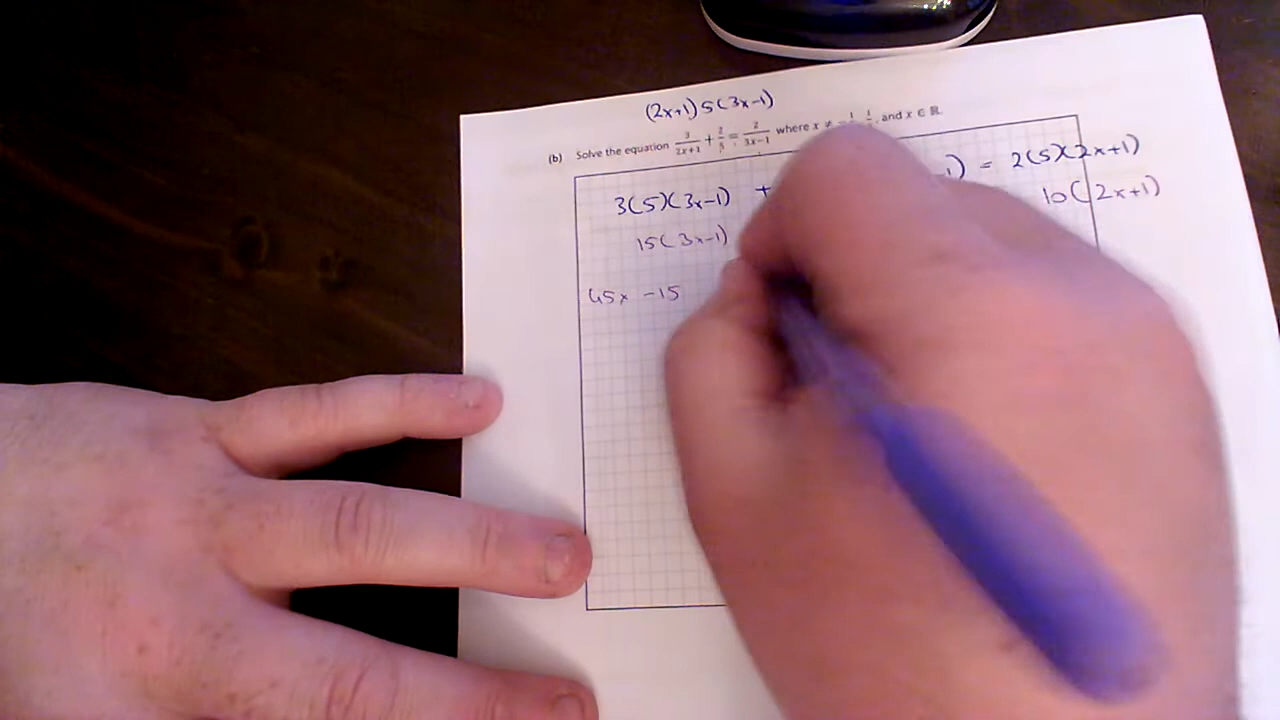 (2x+1) 5 (3x-1)
(b) Solve the equation 3/(2x+1) + 2/5 = 2/(3x-1) where x ≠ , and x ∈ ℝ.
3(5)(3x-1) + 1) = 2(5)(2x+1)
15(3x-1) 10(2x+1)
45x -15